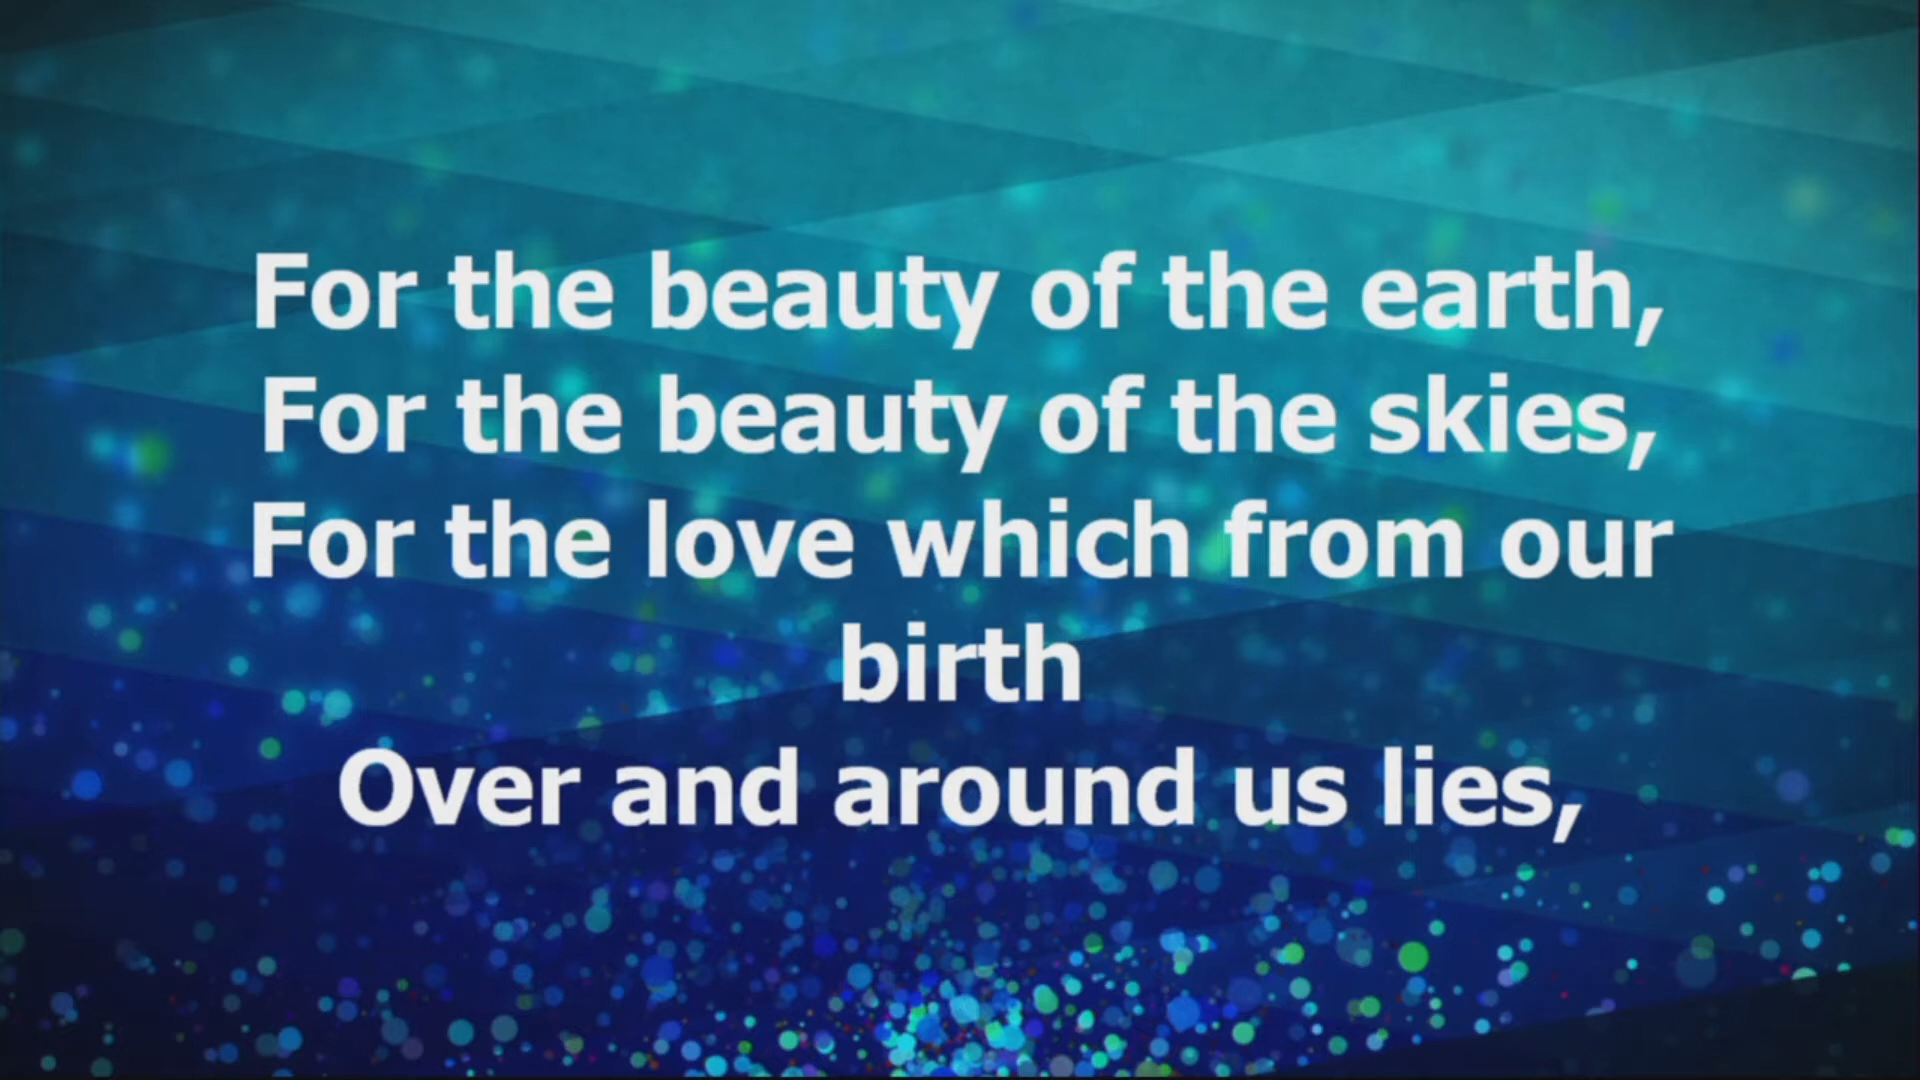 For the beauty of the earth,
For the beauty of the skies,
For the love which from our
birth
Over and around us lies,